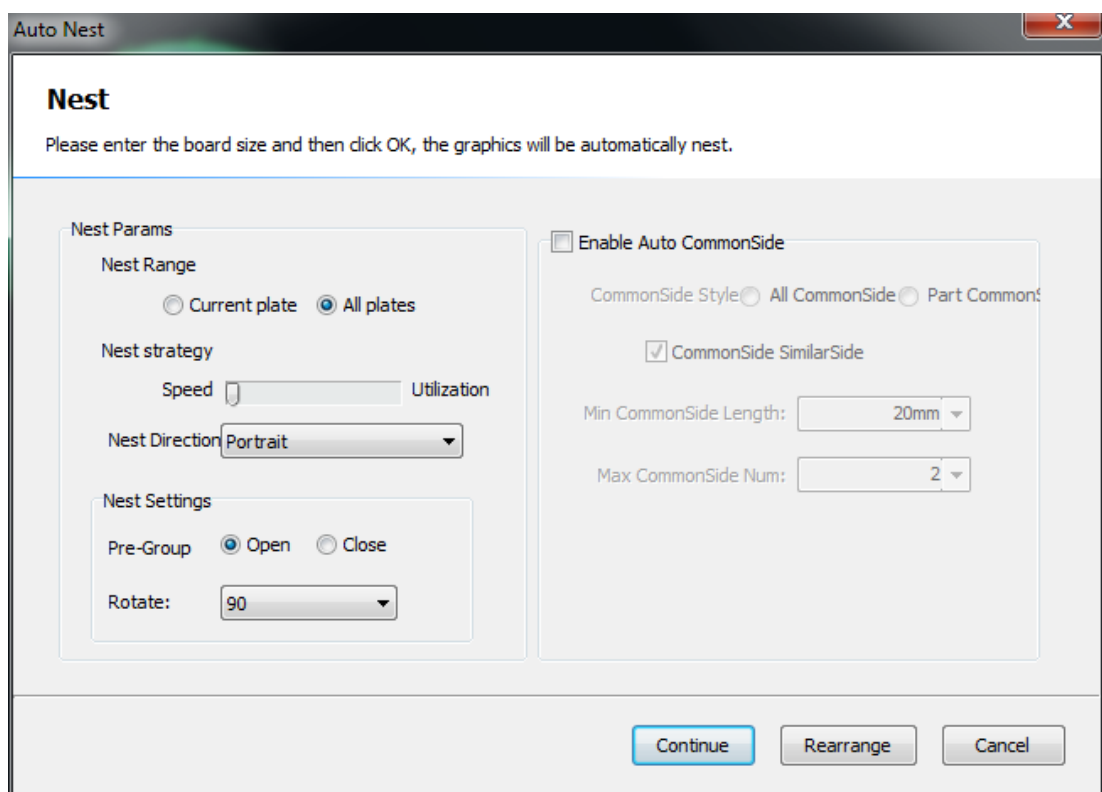 Auto Nest
Nest
Please enter the board size and then click OK, the graphics will be automatically nest.
Nest Params
Nest Range
Current plate All plates
Nest strategy
Speed Utilization
Nest Direction Portrait
Nest Settings
Pre-Group Open Close
Rotate: 90
Enable Auto CommonSide
CommonSide Style All CommonSide Part Common
CommonSide SimilarSide
Min CommonSide Length: 20mm
Max CommonSide Num: 2
Continue Rearrange Cancel